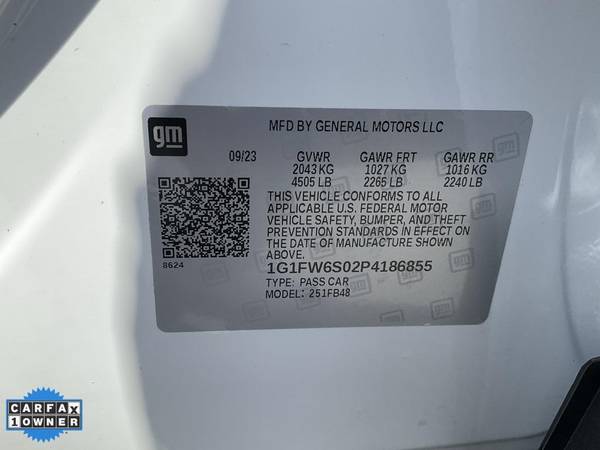 gm
MFD BY GENERAL MOTORS LLC
09/23 GVWR GAWR FRT GAWR RR
2043 KG 1027 KG 1016 KG
4505 LB 2265 LB 2240 LB
THIS VEHICLE CONFORMS TO ALL
APPLICABLE U.S. FEDERAL MOTOR
VEHICLE SAFETY, BUMPER, AND THEFT
PREVENTION STANDARDS IN EFFECT ON
THE DATE OF MANUFACTURE SHOWN
ABOVE.
8624
1G1FW6S02P4186855
TYPE: PASS CAR
MODEL: 251FB48
CARFAX
1 OWNER